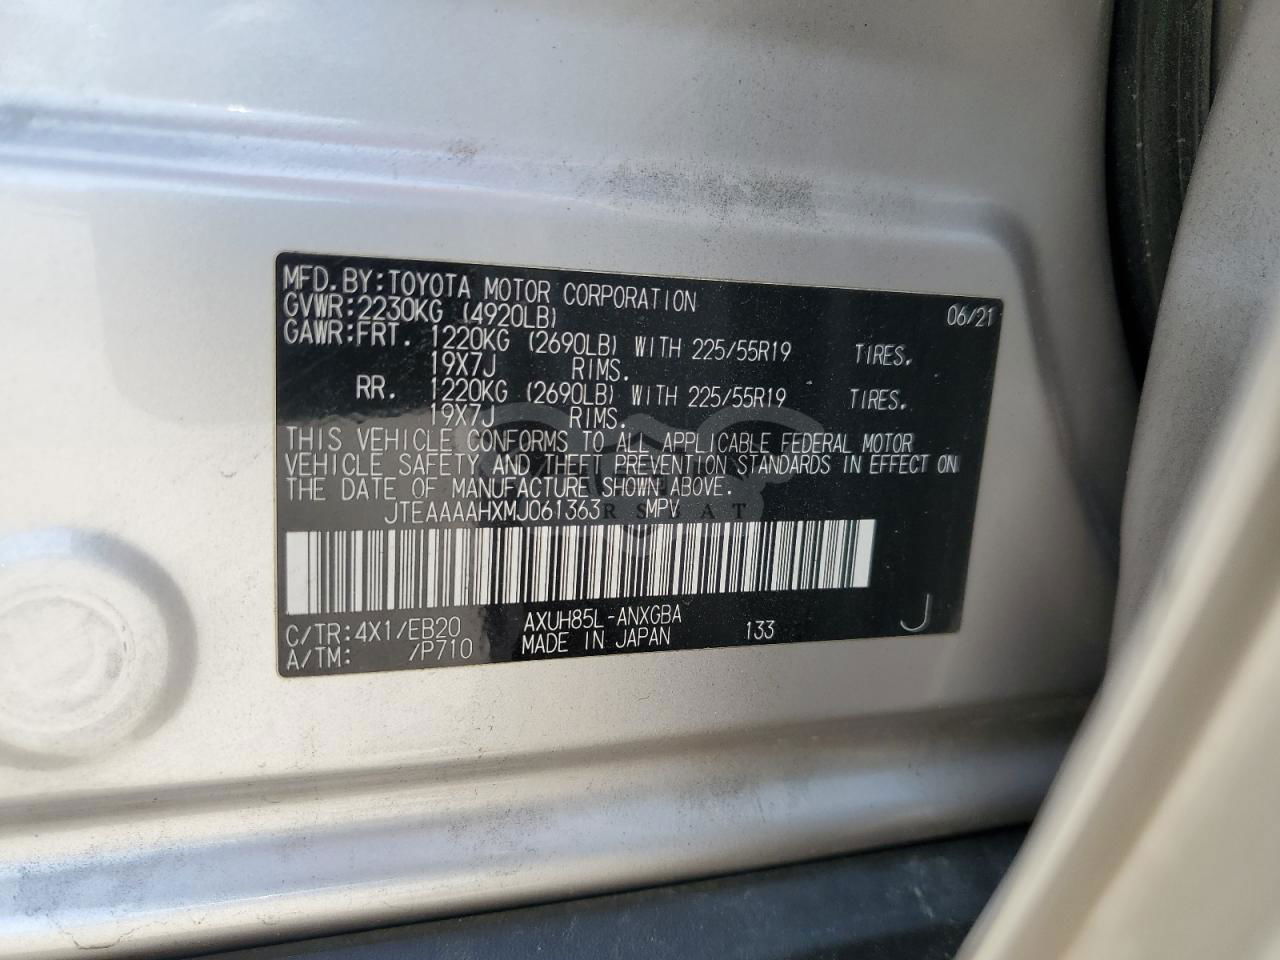 MFD.BY:TOYOTA MOTOR CORPORATION 06/21
GVWR:2230KG (4920LB)
GAWR:FRT. 1220KG (2690LB) WITH 225/55R19 TIRES.
19X7J RIMS.
RR. 1220KG (2690LB) WITH 225/55R19 TIRES.
19X7J RIMS.
THIS VEHICLE CONFORMS TO ALL APPLICABLE FEDERAL MOTOR
VEHICLE SAFETY AND THEFT PREVENTION STANDARDS IN EFFECT ON
THE DATE OF MANUFACTURE SHOWN ABOVE.
JTEAAAAHXMJ061363 MPV
C/TR:4X1/EB20 AXUH85L-ANXGBA 133 J
A/TM: /P710 MADE IN JAPAN